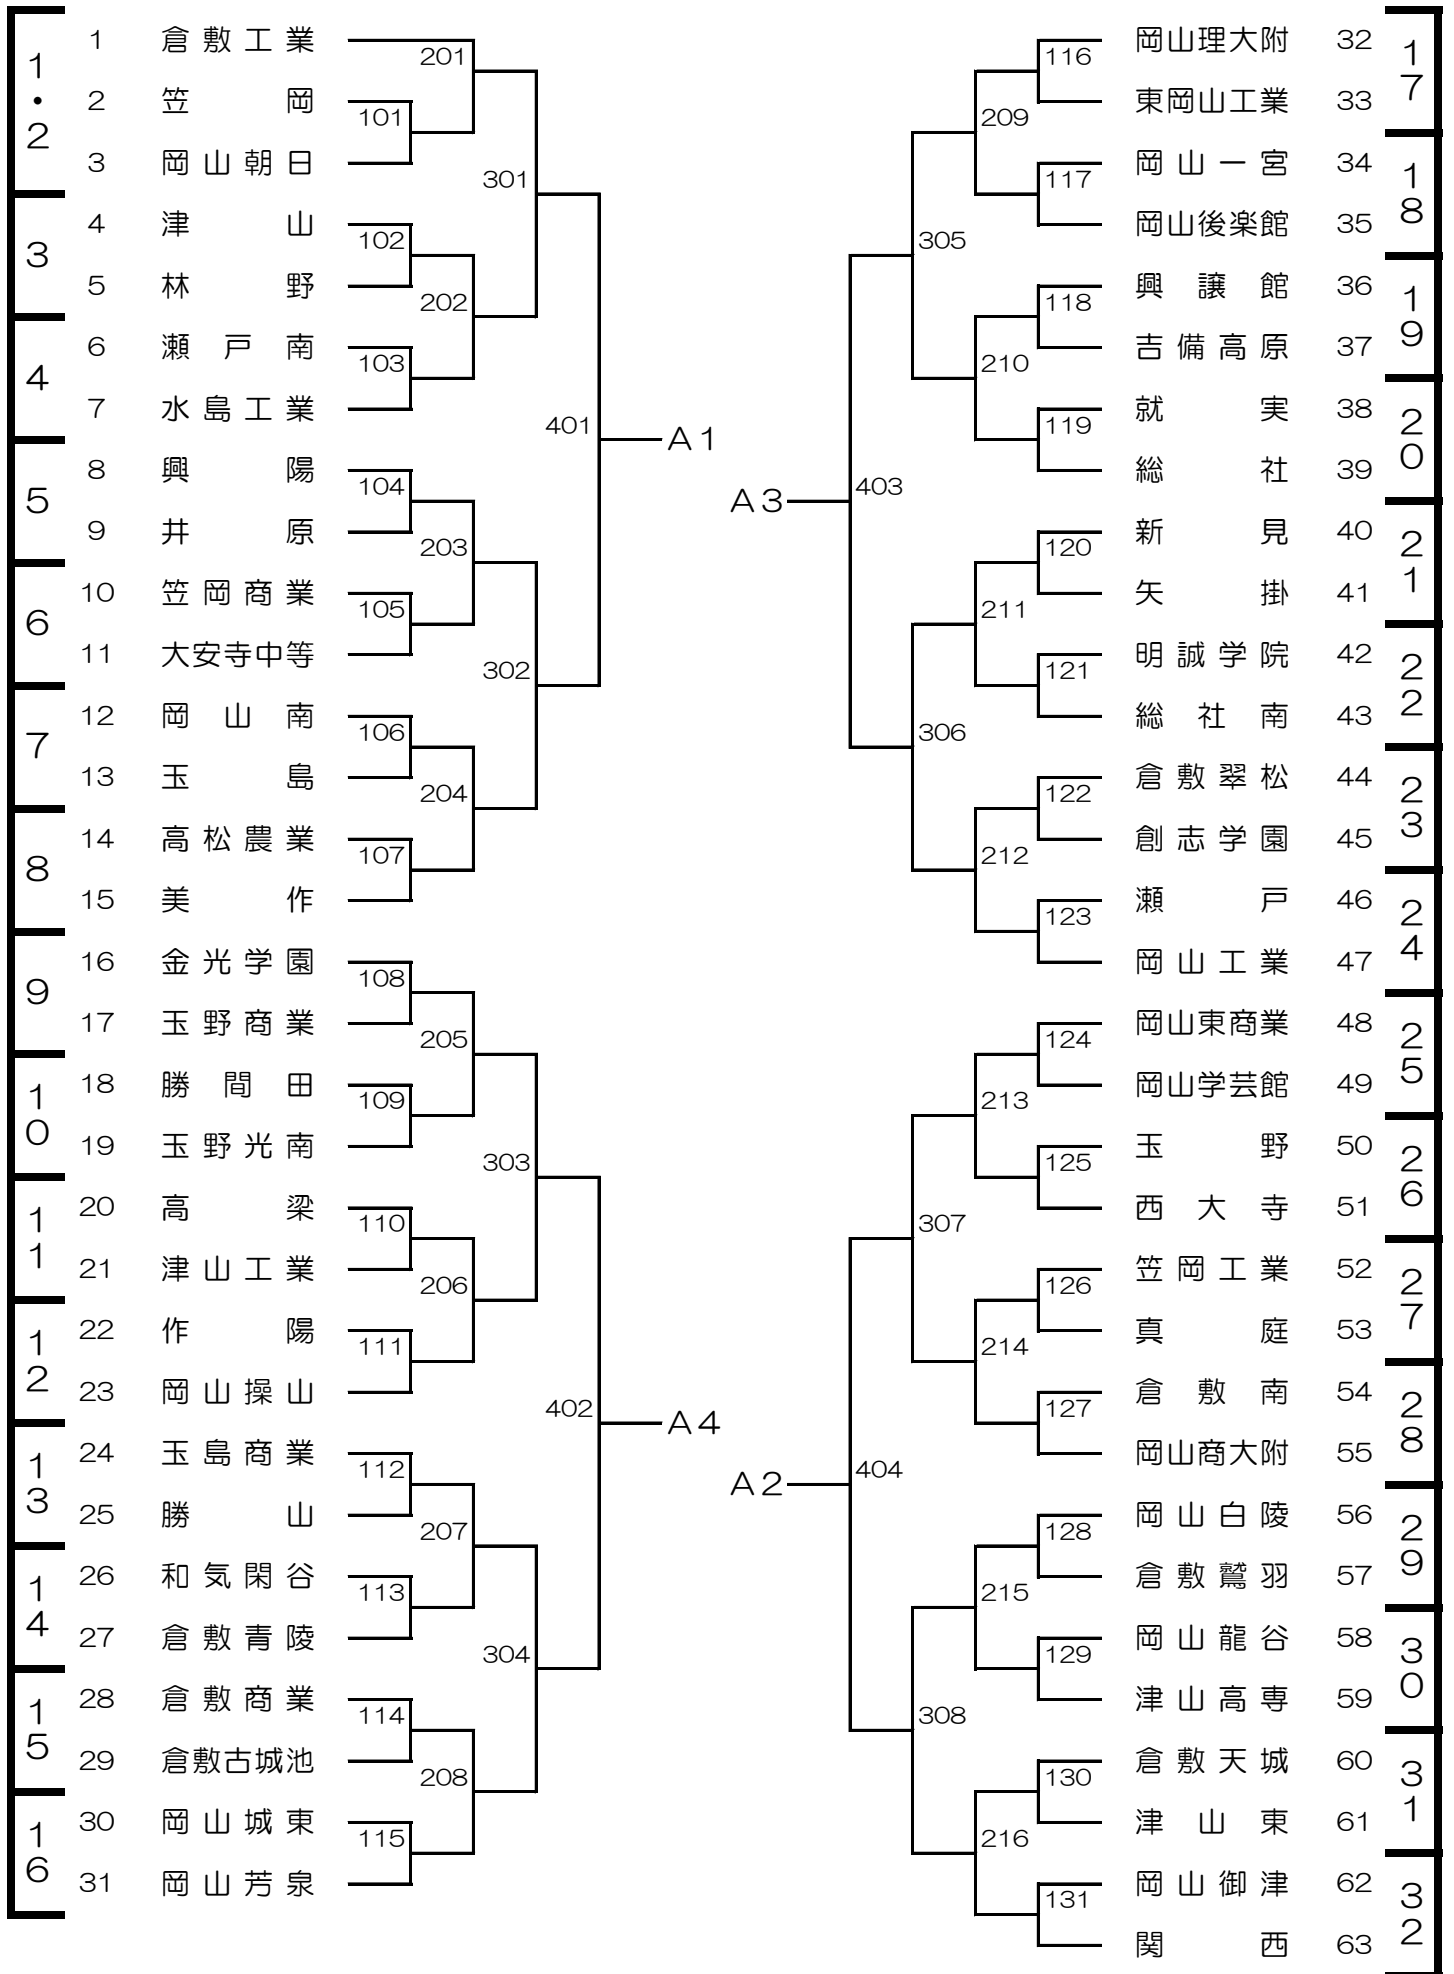 1・2
1 倉敷工業
2 笠岡
3 岡山朝日
3
4 津山
5 林野
4
6 瀬戸南
7 水島工業
5
8 興陽
9 井原
6
10 笠岡商業
11 大安寺中等
7
12 岡山南
13 玉島
8
14 高松農業
15 美作
9
16 金光学園
17 玉野商業
10
18 勝間田
19 玉野光南
11
20 高梁
21 津山工業
12
22 作陽
23 岡山操山
13
24 玉島商業
25 勝山
14
26 和気閑谷
27 倉敷青陵
15
28 倉敷商業
29 倉敷古城池
16
30 岡山城東
31 岡山芳泉
101
102
103
104
105
106
107
108
109
110
111
112
113
114
115
201
202
203
204
205
206
207
208
301
302
303
304
401
402
A1
A4
A3
A2
403
404
305
306
307
308
209
210
211
212
213
214
215
216
116
117
118
119
120
121
122
123
124
125
126
127
128
129
130
131
岡山理大附 32
東岡山工業 33
17
岡山一宮 34
岡山後楽館 35
18
興譲館 36
吉備高原 37
19
就実 38
総社 39
20
新見 40
矢掛 41
21
明誠学院 42
総社南 43
22
倉敷翠松 44
創志学園 45
23
瀬戸 46
岡山工業 47
24
岡山東商業 48
岡山学芸館 49
25
玉野 50
西大寺 51
26
笠岡工業 52
真庭 53
27
倉敷南 54
岡山商大附 55
28
岡山白陵 56
倉敷鷲羽 57
29
岡山龍谷 58
津山高専 59
30
倉敷天城 60
津山東 61
31
岡山御津 62
関西 63
32